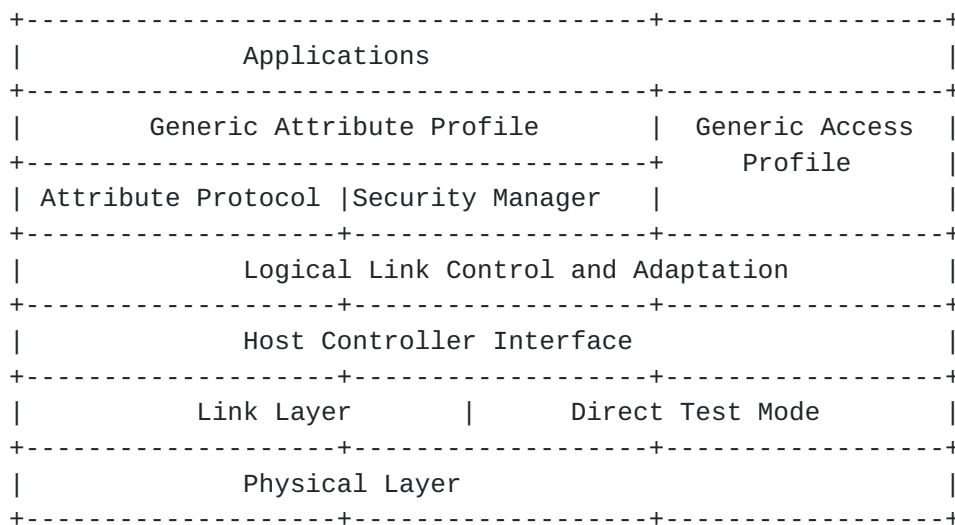 Applications
Generic Attribute Profile Generic Access
Profile
Attribute Protocol Security Manager
Logical Link Control and Adaptation
Host Controller Interface
Link Layer Direct Test Mode
Physical Layer